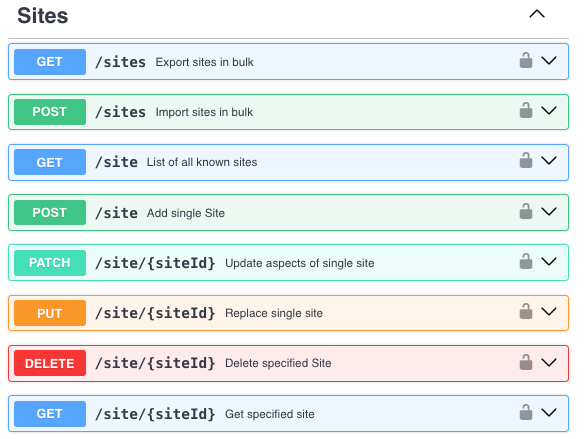 Sites
GET /sites Export sites in bulk
POST /sites Import sites in bulk
GET /site List of all known sites
POST /site Add single Site
PATCH /site/{siteId} Update aspects of single site
PUT /site/{siteId} Replace single site
DELETE /site/{siteId} Delete specified Site
GET /site/{siteId} Get specified site